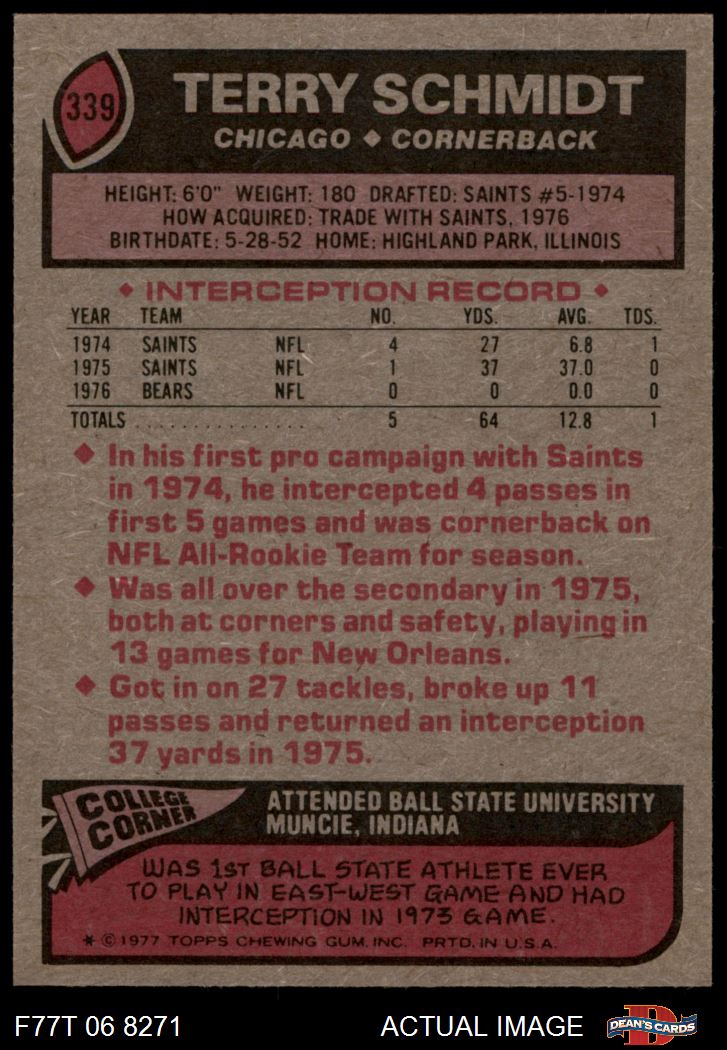 339
TERRY SCHMIDT
CHICAGO ◆ CORNERBACK
HEIGHT: 6'0" WEIGHT: 180 DRAFTED: SAINTS #5-1974
HOW ACQUIRED: TRADE WITH SAINTS, 1976
BIRTHDATE: 5-28-52 HOME: HIGHLAND PARK, ILLINOIS
◆ INTERCEPTION RECORD ◆
YEAR TEAM NO. YDS. AVG. TDS.
1974 SAINTS NFL 4 27 6.8 1
1975 SAINTS NFL 1 37 37.0 0
1976 BEARS NFL 0 0 0.0 0
TOTALS . . . . . . . . . . . . . . . 5 64 12.8 1
◆ In his first pro campaign with Saints
in 1974, he intercepted 4 passes in
first 5 games and was cornerback on
NFL All-Rookie Team for season.
◆ Was all over the secondary in 1975,
both at corners and safety, playing in
13 games for New Orleans.
◆ Got in on 27 tackles, broke up 11
passes and returned an interception
37 yards in 1975.
COLLEGE
CORNER
ATTENDED BALL STATE UNIVERSITY
MUNCIE, INDIANA
WAS 1ST BALL STATE ATHLETE EVER
TO PLAY IN EAST-WEST GAME AND HAD
INTERCEPTION IN 1973 GAME.
* © 1977 TOPPS CHEWING GUM, INC. PRTD. IN U.S.A.
F77T 06 8271
ACTUAL IMAGE
D
DEAN'S CARDS